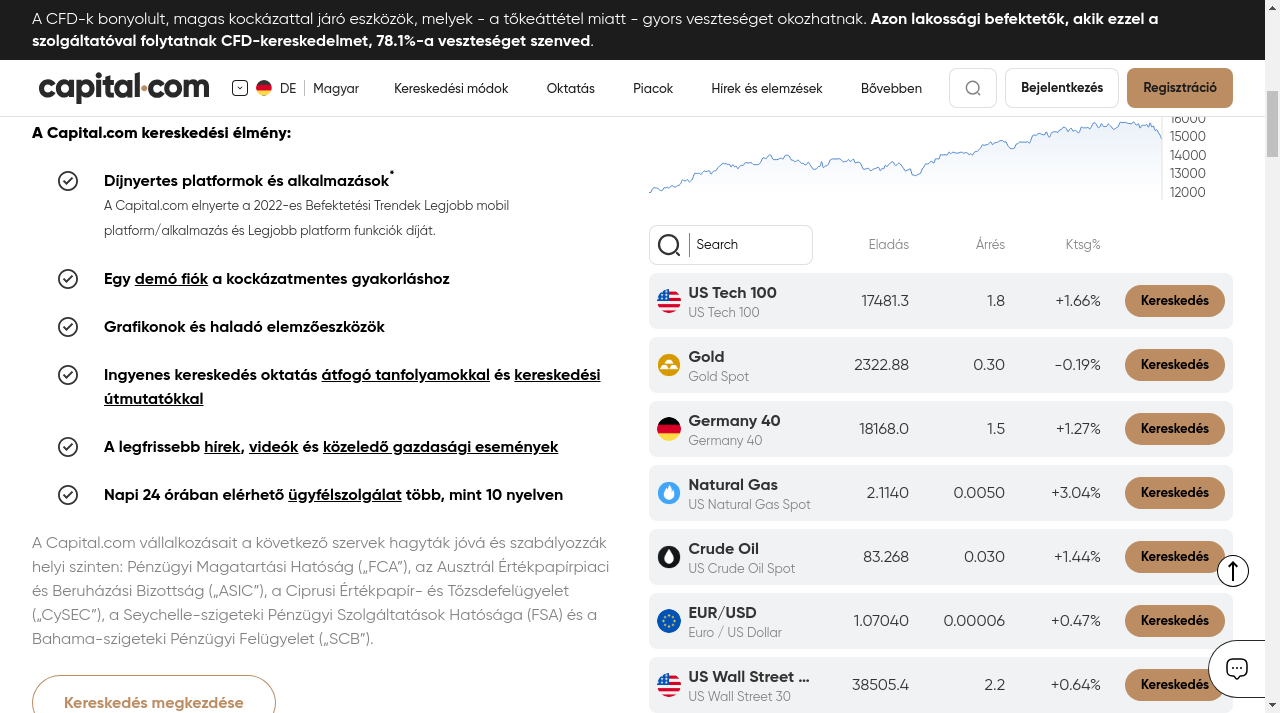 A CFD-k bonyolult, magas kockázattal járó eszközök, melyek - a tőkeáttétel miatt - gyors veszteséget okozhatnak. Azon lakossági befektetők, akik ezzel a
szolgáltatóval folytatnak CFD-kereskedelmet, 78.1%-a veszteséget szenved.
capital.com
DE
Magyar
Kereskedési módok
Oktatás
Piacok
Hírek és elemzések
Bővebben
Bejelentkezés
Regisztráció
A Capital.com kereskedési élmény:
Díjnyertes platformok és alkalmazások*
A Capital.com elnyerte a 2022-es Befektetési Trendek Legjobb mobil
platform/alkalmazás és Legjobb platform funkciók díját.
Egy demó fiók a kockázatmentes gyakorláshoz
Grafikonok és haladó elemzőeszközök
Ingyenes kereskedés oktatás átfogó tanfolyamokkal és kereskedési
útmutatókkal
A legfrissebb hírek, videók és közeledő gazdasági események
Napi 24 órában elérhető ügyfélszolgálat több, mint 10 nyelven
A Capital.com vállalkozásait a következő szervek hagyták jóvá és szabályozzák
helyi szinten: Pénzügyi Magatartási Hatóság („FCA”), az Ausztrál Értékpapírpiaci
és Beruházási Bizottság („ASIC”), a Ciprusi Értékpapír- és Tőzsdefelügyelet
(„CySEC”), a Seychelle-szigeteki Pénzügyi Szolgáltatások Hatósága (FSA) és a
Bahama-szigeteki Pénzügyi Felügyelet („SCB”).
Kereskedés megkezdése
16000
15000
14000
13000
12000
Search
Eladás
Árrés
Ktsg%
US Tech 100
US Tech 100
17481.3
1.8
+1.66%
Kereskedés
Gold
Gold Spot
2322.88
0.30
-0.19%
Kereskedés
Germany 40
Germany 40
18168.0
1.5
+1.27%
Kereskedés
Natural Gas
US Natural Gas Spot
2.1140
0.0050
+3.04%
Kereskedés
Crude Oil
US Crude Oil Spot
83.268
0.030
+1.44%
Kereskedés
EUR/USD
Euro / US Dollar
1.07040
0.00006
+0.47%
Kereskedés
US Wall Street ...
US Wall Street 30
38505.4
2.2
+0.64%
Kereskedés